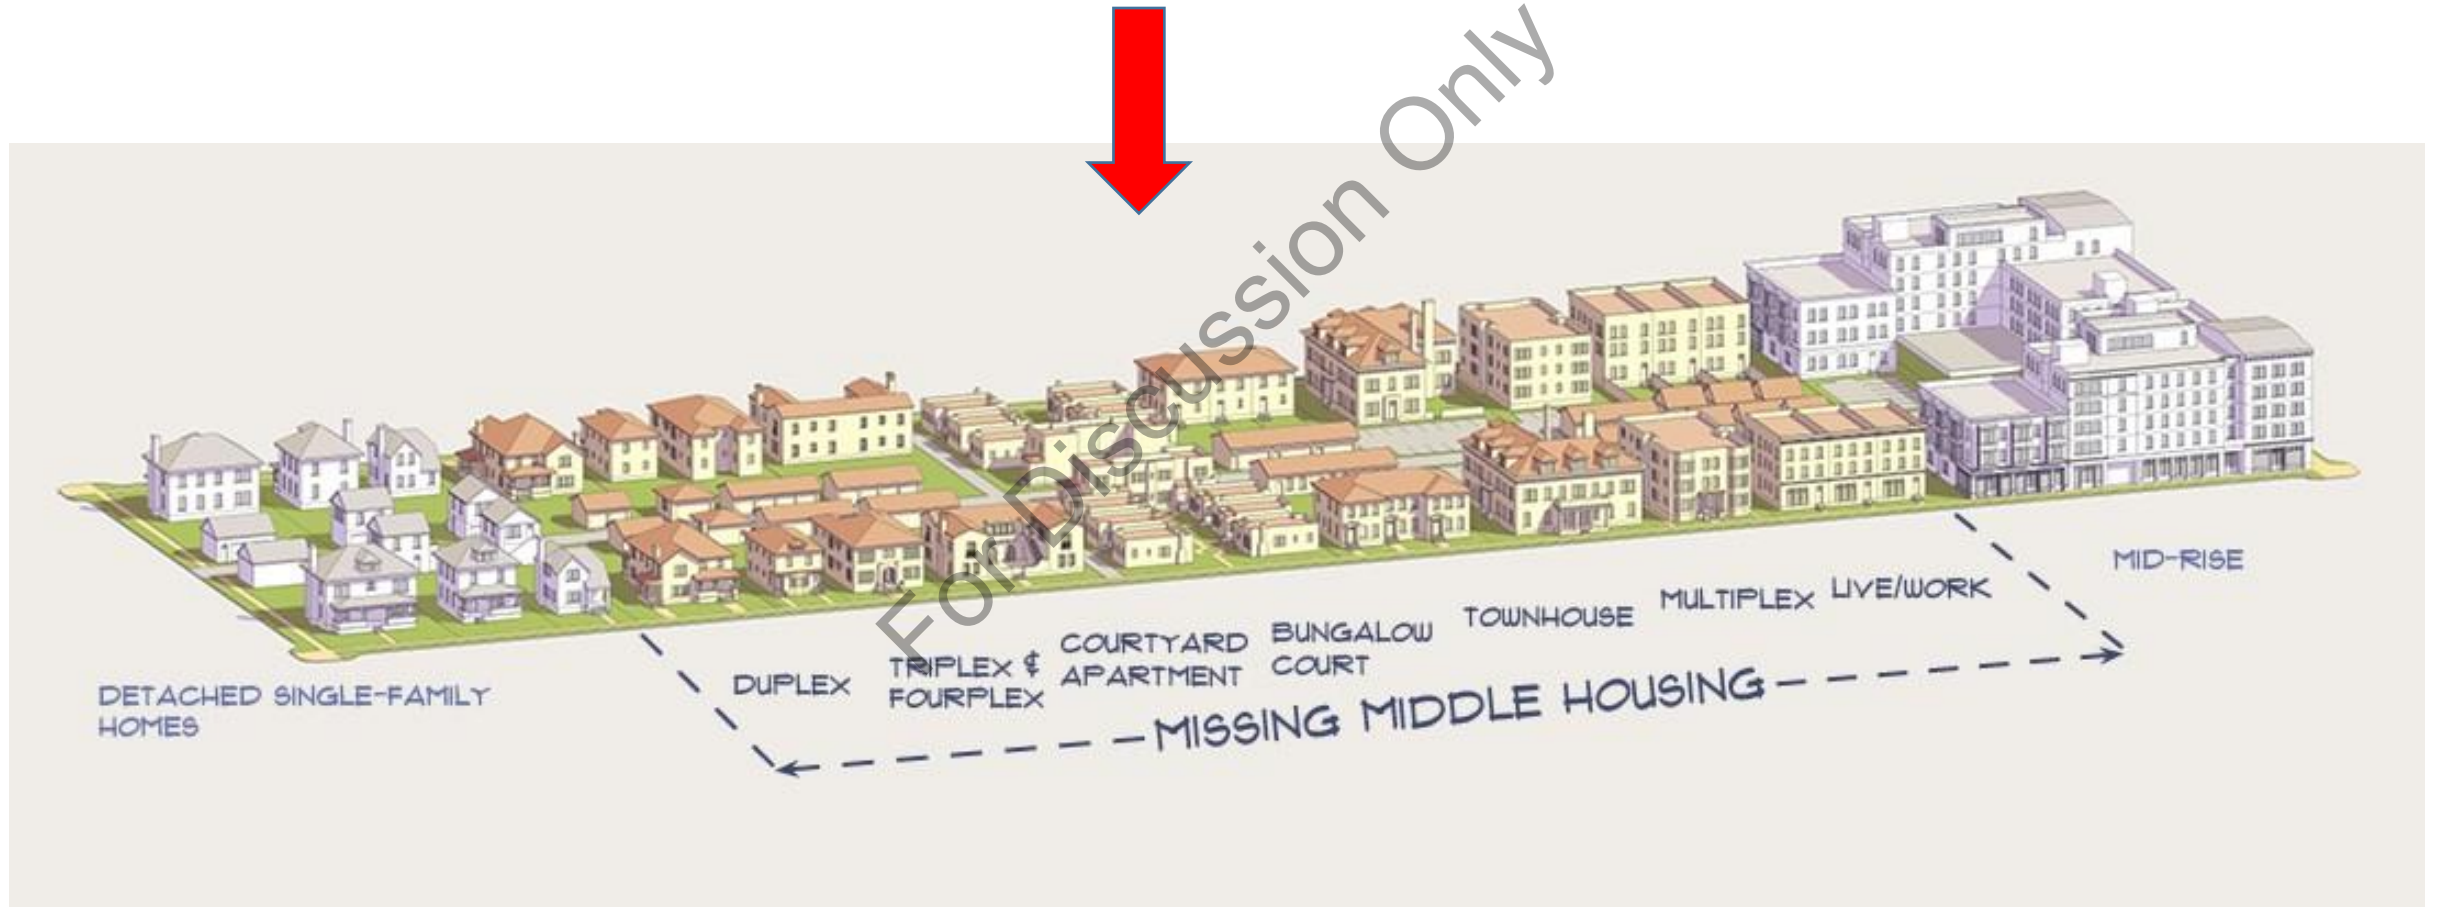 For Discussion Only
DETACHED SINGLE-FAMILY
HOMES
DUPLEX
TRIPLEX &
FOURPLEX
COURTYARD
APARTMENT
BUNGALOW
COURT
TOWNHOUSE
MULTIPLEX
LIVE/WORK
MID-RISE
MISSING MIDDLE HOUSING